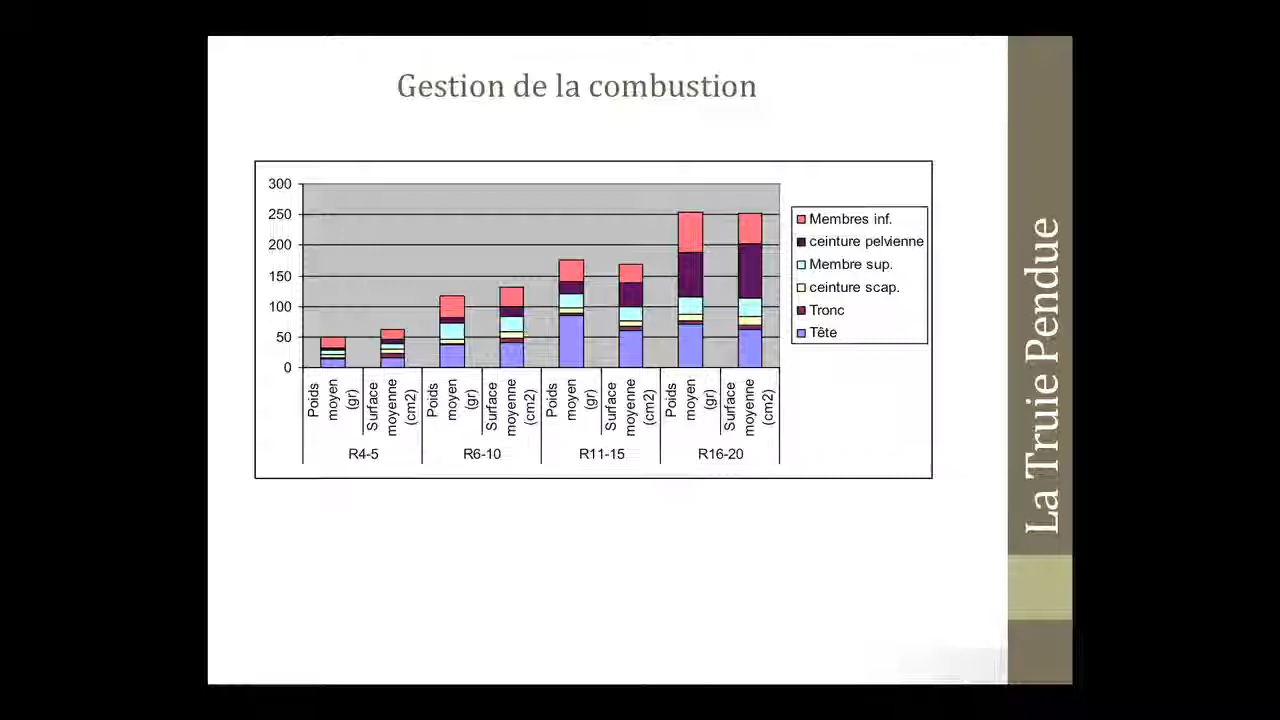 Gestion de la combustion
300
250
200
150
100
50
0
Poids moyen (gr)
Surface moyenne (cm2)
Poids moyen (gr)
Surface moyenne (cm2)
Poids moyen (gr)
Surface moyenne (cm2)
Poids moyen (gr)
Surface moyenne (cm2)
R4-5
R6-10
R11-15
R16-20
Membres inf.
ceinture pelvienne
Membre sup.
ceinture scap.
Tronc
Tête
La Truie Pendue